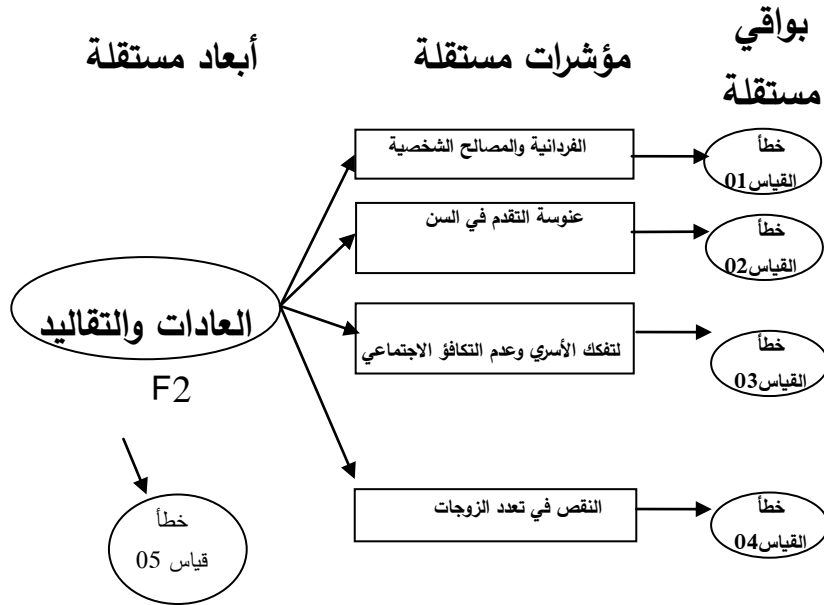 بواقي
مستقلة
مؤشرات مستقلة
أبعاد مستقلة
الفردانية والمصالح الشخصية
خطأ
القياس01
عنوسة التقدم في السن
خطأ
القياس02
العادات والتقاليد
F2
لتفكك الأسري وعدم التكافؤ الاجتماعي
خطأ
القياس03
النقص في تعدد الزوجات
خطأ
القياس04
خطأ
قياس 05